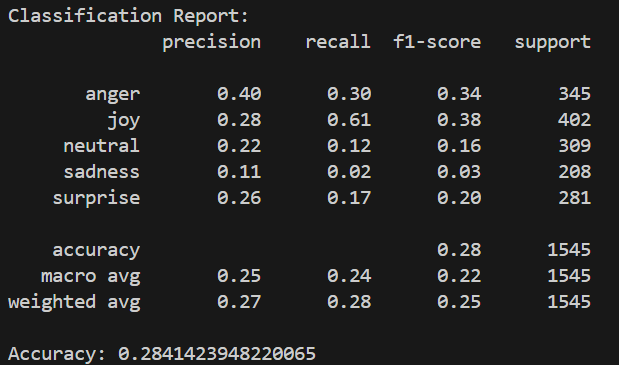 Classification Report:
precision recall f1-score support
anger 0.40 0.30 0.34 345
joy 0.28 0.61 0.38 402
neutral 0.22 0.12 0.16 309
sadness 0.11 0.02 0.03 208
surprise 0.26 0.17 0.20 281
accuracy 0.28 1545
macro avg 0.25 0.24 0.22 1545
weighted avg 0.27 0.28 0.25 1545
Accuracy: 0.2841423948220065